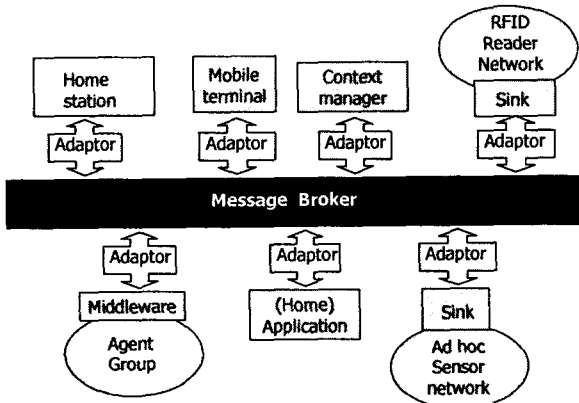 RFID
Reader
Network
Home
station
Mobile
terminal
Context
manager
Sink
Adaptor
Adaptor
Adaptor
Adaptor
Message Broker
Adaptor
Adaptor
Adaptor
Middleware
(Home)
Application
Sink
Agent
Group
Ad hoc
Sensor
network